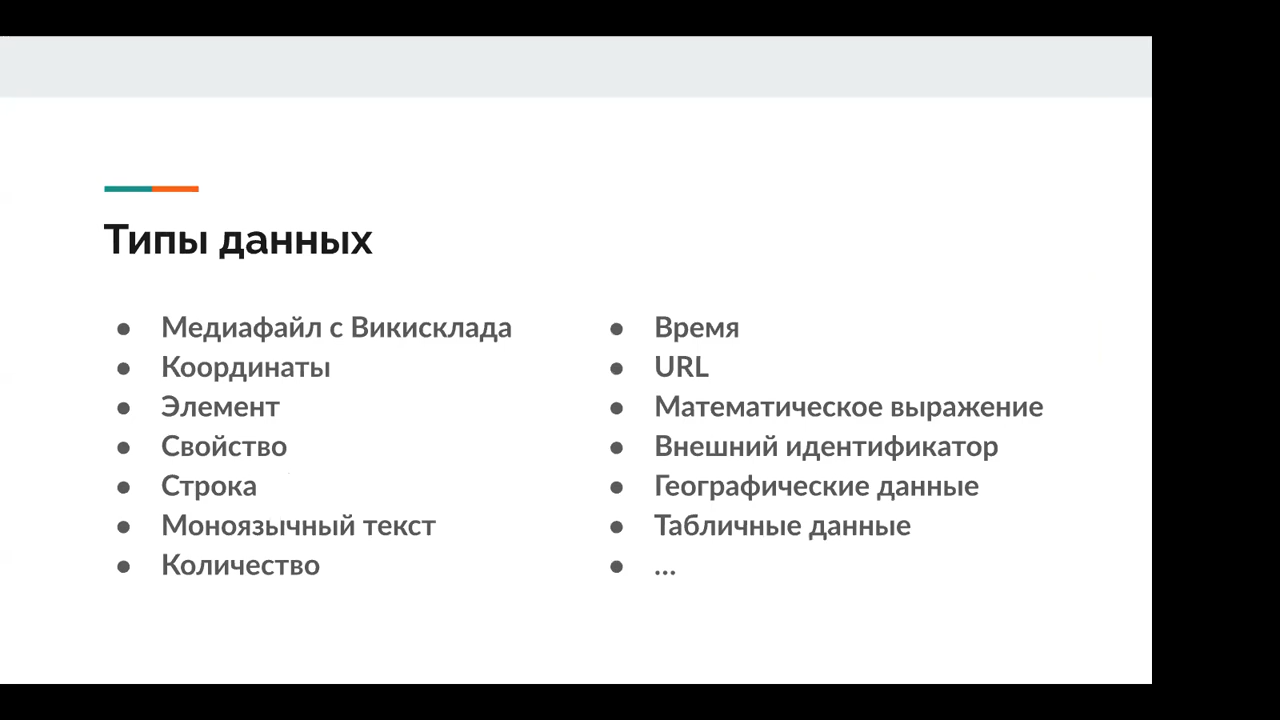 Типы данных
● Медиафайл с Викисклада
● Координаты
● Элемент
● Свойство
● Строка
● Моноязычный текст
● Количество
● Время
● URL
● Математическое выражение
● Внешний идентификатор
● Географические данные
● Табличные данные
● ...